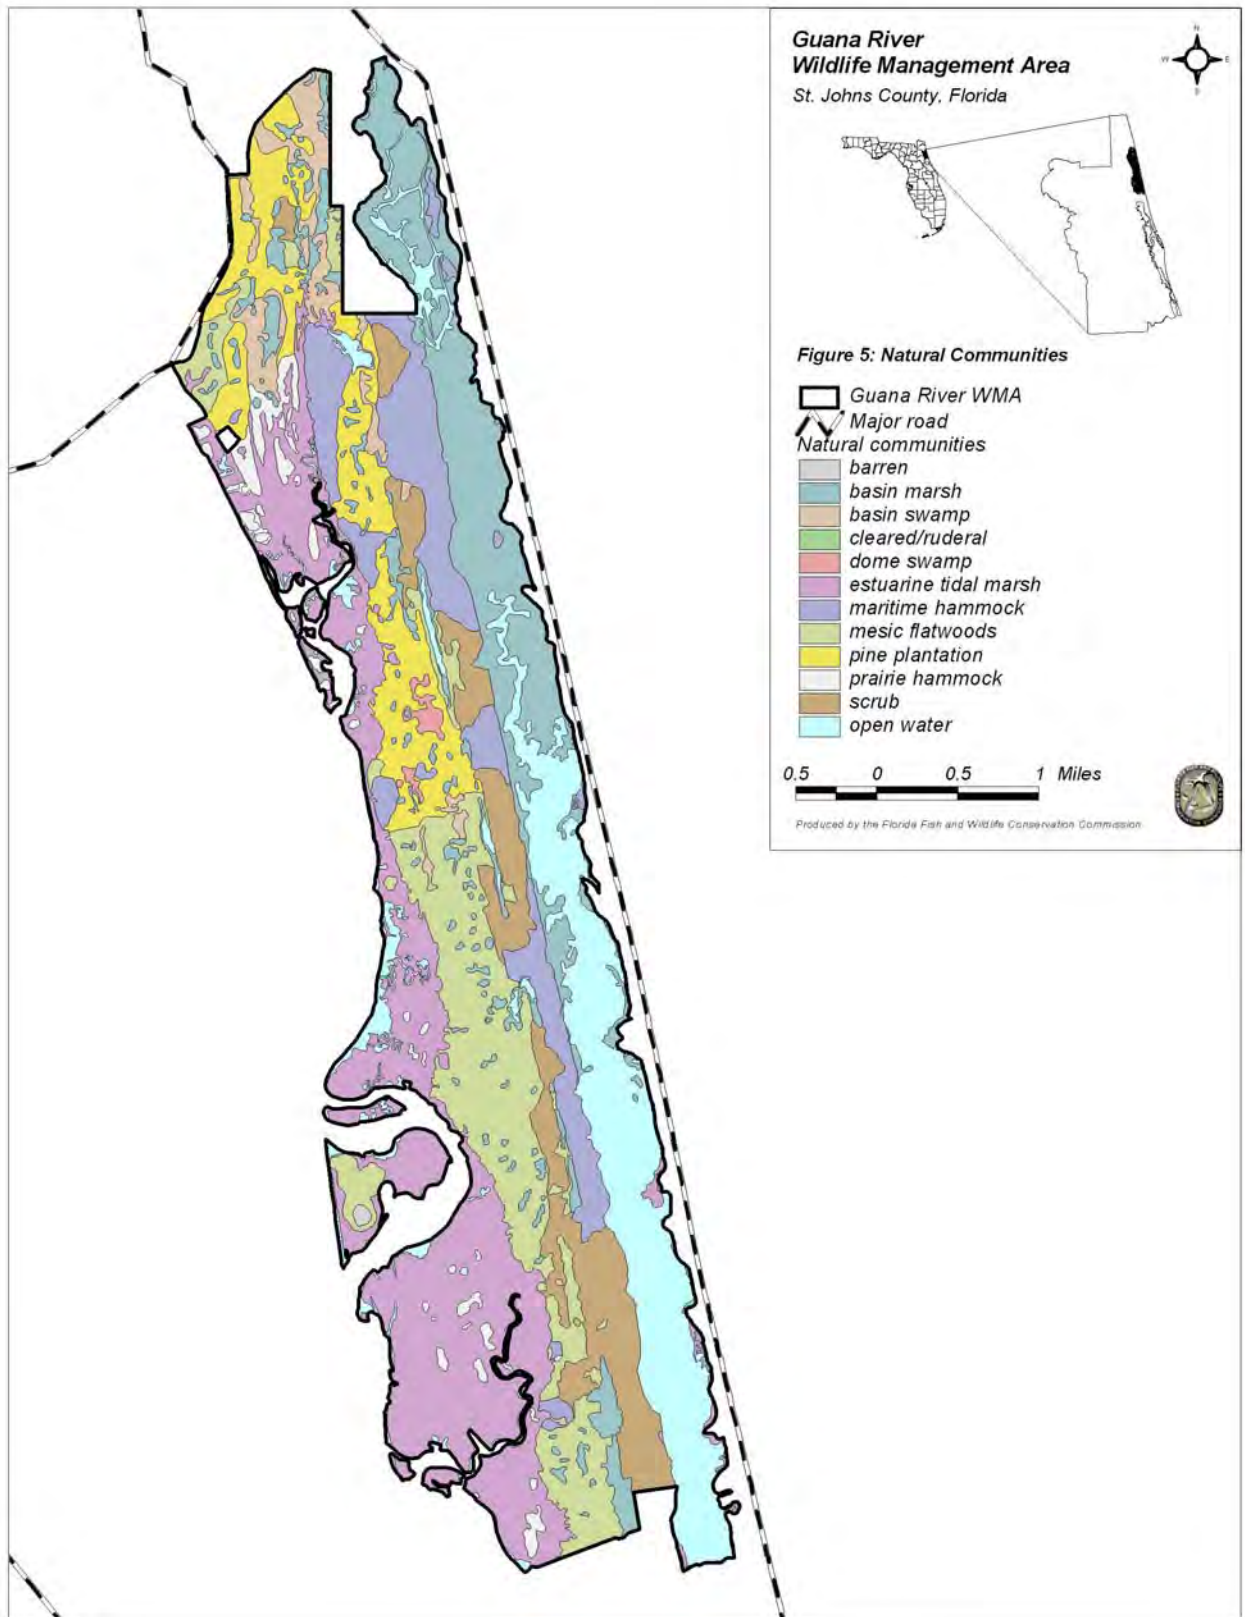 Guana River
Wildlife Management Area
St. Johns County, Florida
N
W E
S
Figure 5: Natural Communities
Guana River WMA
Major road
Natural communities
barren
basin marsh
basin swamp
cleared/ruderal
dome swamp
estuarine tidal marsh
maritime hammock
mesic flatwoods
pine plantation
prairie hammock
scrub
open water
0.5 0 0.5 1 Miles
Produced by the Florida Fish and Wildlife Conservation Commission